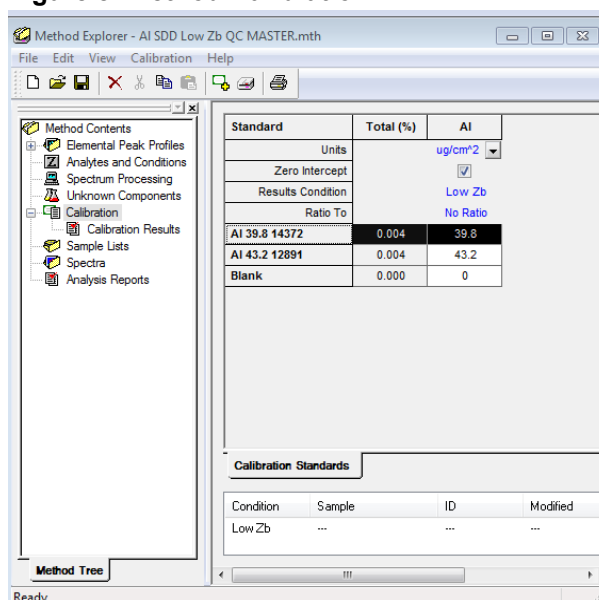 Method Explorer - AI SDD Low Zb QC MASTER.mth
File Edit View Calibration Help
Method Contents
Elemental Peak Profiles
Analytes and Conditions
Spectrum Processing
Unknown Components
Calibration
Calibration Results
Sample Lists
Spectra
Analysis Reports
Method Tree
Standard Total (%) Al
Units ug/cm^2
Zero Intercept
Results Condition Low Zb
Ratio To No Ratio
Al 39.8 14372 0.004 39.8
Al 43.2 12891 0.004 43.2
Blank 0.000 0
Calibration Standards
Condition Sample ID Modified
Low Zb --- --- ---
Ready